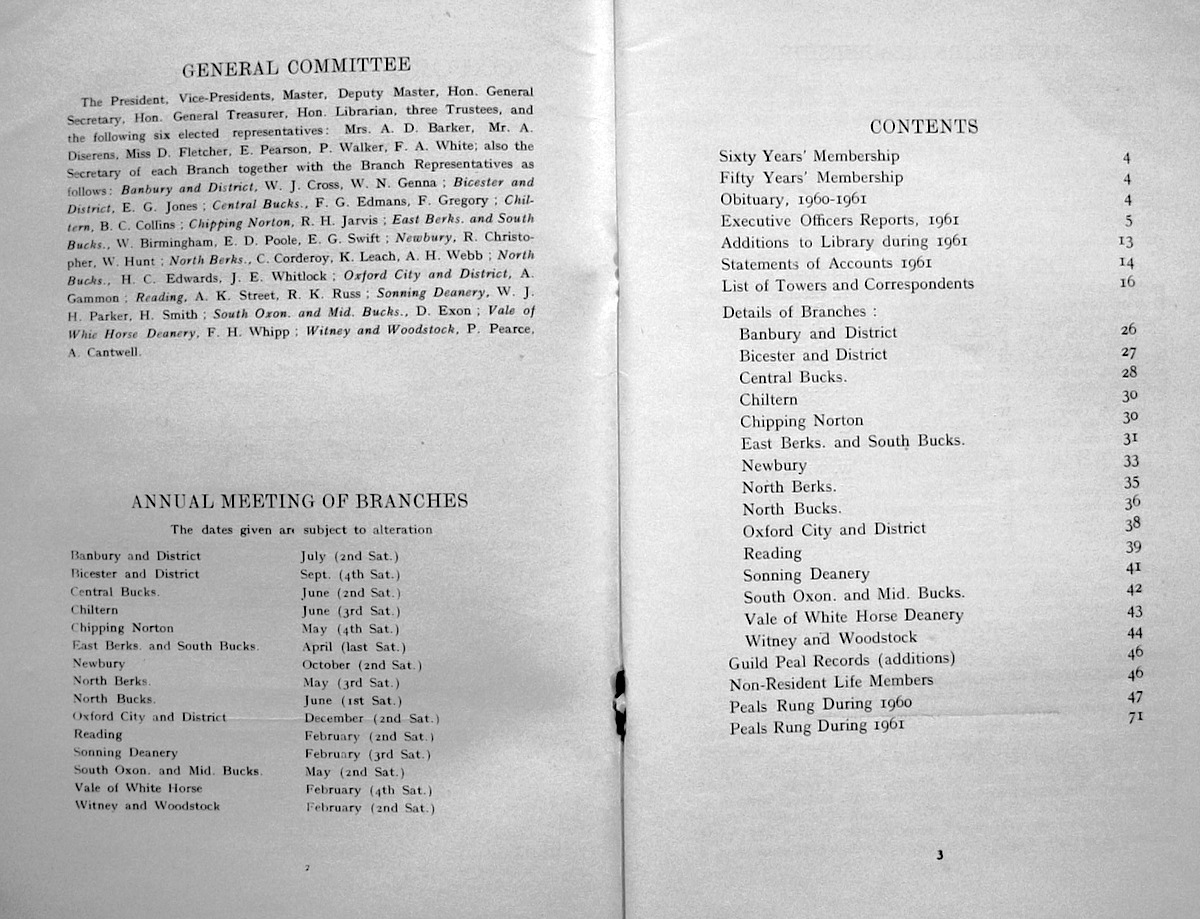 GENERAL COMMITTEE
The President, Vice-Presidents, Master, Deputy Master, Hon. General
Secretary, Hon. General Treasurer, Hon. Librarian, three Trustees, and
the following six elected representatives: Mrs. A. D. Barker, Mr. A.
Diserens, Miss D. Fletcher, E. Pearson, P. Walker, F. A. White; also the
Secretary of each Branch together with the Branch Representatives as
follows: Banbury and District, W. J. Cross, W. N. Genna ; Bicester and
District, E. G. Jones ; Central Bucks., F. G. Edmans, F. Gregory ; Chil-
tern, B. C. Collins ; Chipping Norton, R. H. Jarvis ; East Berks. and South
Bucks., W. Birmingham, E. D. Poole, E. G. Swift ; Newbury, R. Christo-
pher, W. Hunt ; North Berks., C. Corderoy, K. Leach, A. H. Webb ; North
Bucks., H. C. Edwards, J. E. Whitlock ; Oxford City and District, A.
Gammon ; Reading, A. K. Street, R. K. Russ ; Sonning Deanery, W. J.
H. Parker, H. Smith ; South Oxon. and Mid. Bucks., D. Exon ; Vale of
Whie Horse Deanery, F. H. Whipp ; Witney and Woodstock, P. Pearce,
A. Cantwell.
ANNUAL MEETING OF BRANCHES
The dates given are subject to alteration
Banbury and District July (2nd Sat.)
Bicester and District Sept. (4th Sat.)
Central Bucks. June (2nd Sat.)
Chiltern June (3rd Sat.)
Chipping Norton May (4th Sat.)
East Berks. and South Bucks. April (last Sat.)
Newbury October (2nd Sat.)
North Berks. May (3rd Sat.)
North Bucks. June (1st Sat.)
Oxford City and District December (2nd Sat.)
Reading February (2nd Sat.)
Sonning Deanery February (3rd Sat.)
South Oxon. and Mid. Bucks. May (2nd Sat.)
Vale of White Horse February (4th Sat.)
Witney and Woodstock February (2nd Sat.)
2
CONTENTS
Sixty Years' Membership 4
Fifty Years' Membership 4
Obituary, 1960-1961 4
Executive Officers Reports, 1961 5
Additions to Library during 1961 13
Statements of Accounts 1961 14
List of Towers and Correspondents 16
Details of Branches :
Banbury and District 26
Bicester and District 27
Central Bucks. 28
Chiltern 30
Chipping Norton 30
East Berks. and South Bucks. 31
Newbury 33
North Berks. 35
North Bucks. 36
Oxford City and District 38
Reading 39
Sonning Deanery 41
South Oxon. and Mid. Bucks. 42
Vale of White Horse Deanery 43
Witney and Woodstock 44
Guild Peal Records (additions) 46
Non-Resident Life Members 46
Peals Rung During 1960 47
Peals Rung During 1961 71
3